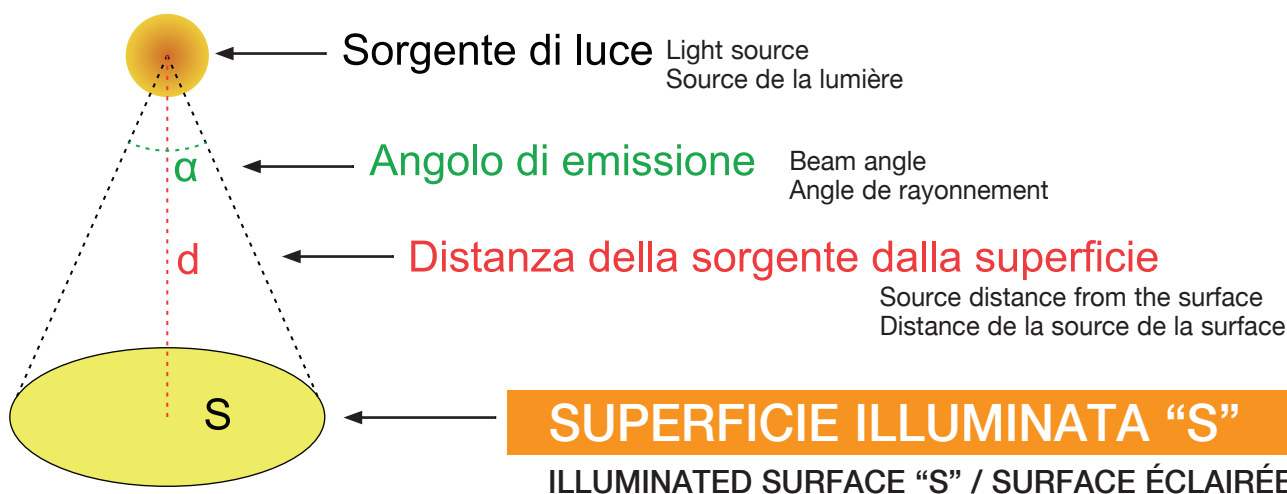 Sorgente di luce
Light source
Source de la lumière
α
Angolo di emissione
Beam angle
Angle de rayonnement
d
Distanza della sorgente dalla superficie
Source distance from the surface
Distance de la source de la surface
S
SUPERFICIE ILLUMINATA “S”
ILLUMINATED SURFACE “S” / SURFACE ÉCLAIRÉE